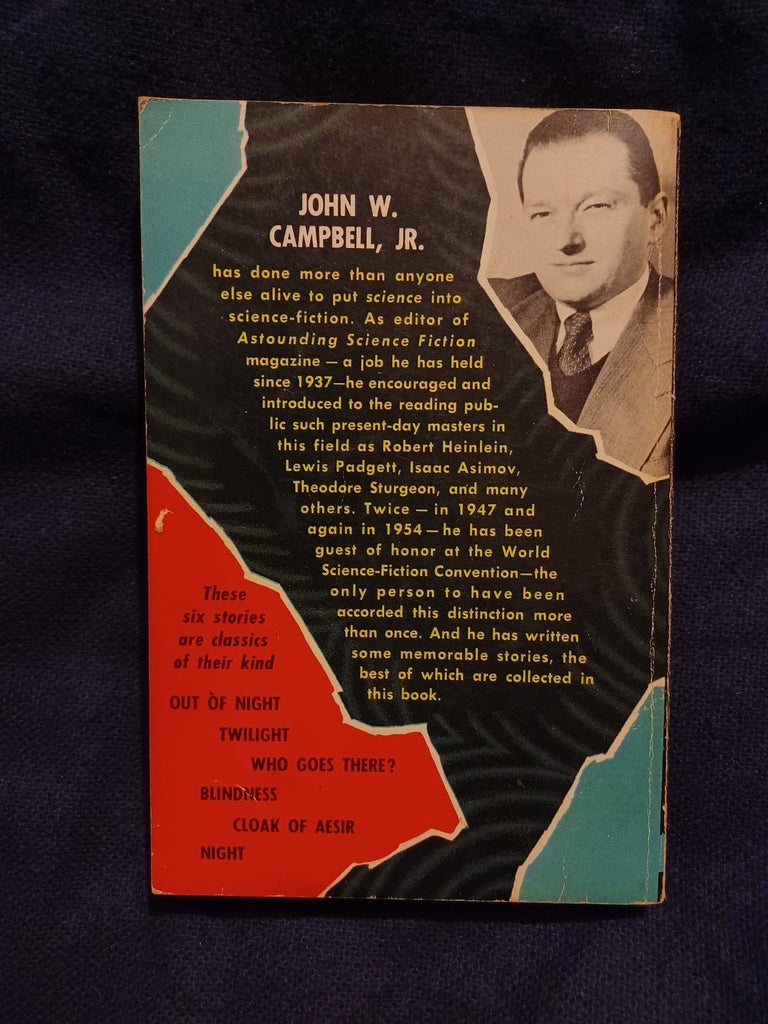 JOHN W.
CAMPBELL, JR.
has done more than anyone
else alive to put science into
science-fiction. As editor of
Astounding Science Fiction
magazine — a job he has held
since 1937—he encouraged and
introduced to the reading pub-
lic such present-day masters in
this field as Robert Heinlein,
Lewis Padgett, Isaac Asimov,
Theodore Sturgeon, and many
others. Twice — in 1947 and
again in 1954 — he has been
guest of honor at the World
Science-Fiction Convention—the
only person to have been
accorded this distinction more
than once. And he has written
some memorable stories, the
best of which are collected in
this book.
These
six stories
are classics
of their kind
OUT OF NIGHT
TWILIGHT
WHO GOES THERE?
BLINDNESS
CLOAK OF AESIR
NIGHT